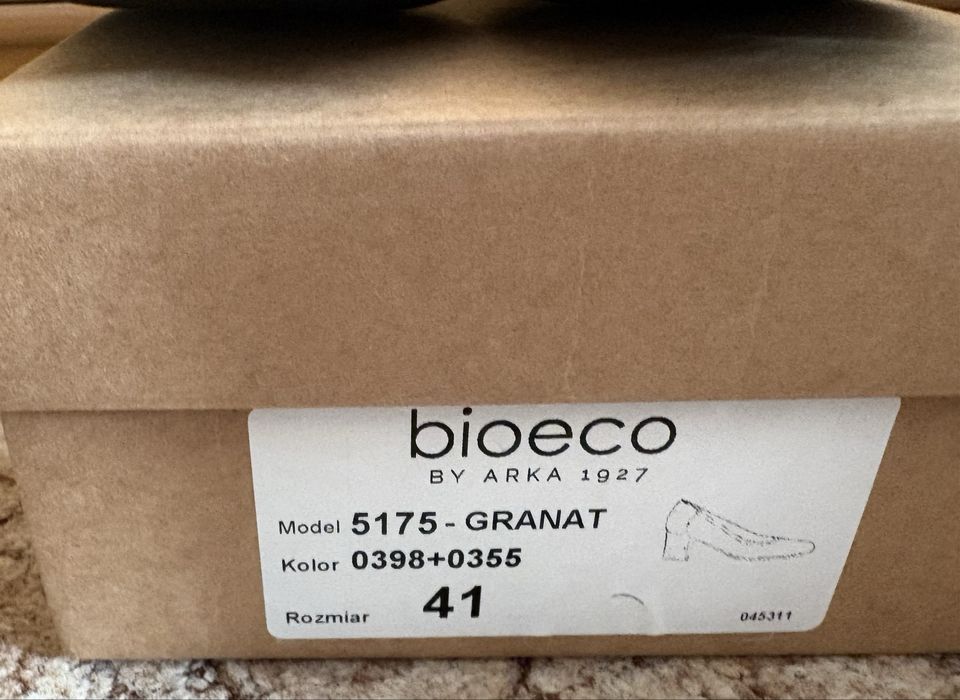 bioeco
BY ARKA 1927
Model 5175 - GRANAT
Kolor 0398+0355
Rozmiar 41
045311